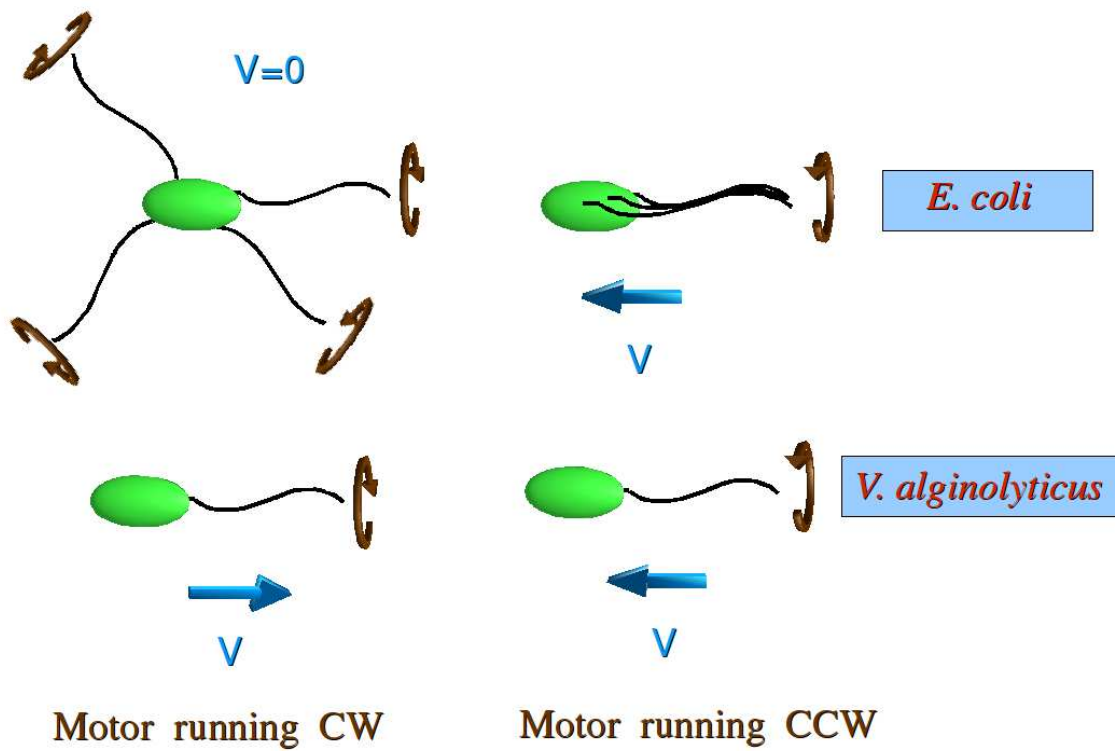 V=0
E. coli
V
V. alginolyticus
V
V
Motor running CW
Motor running CCW